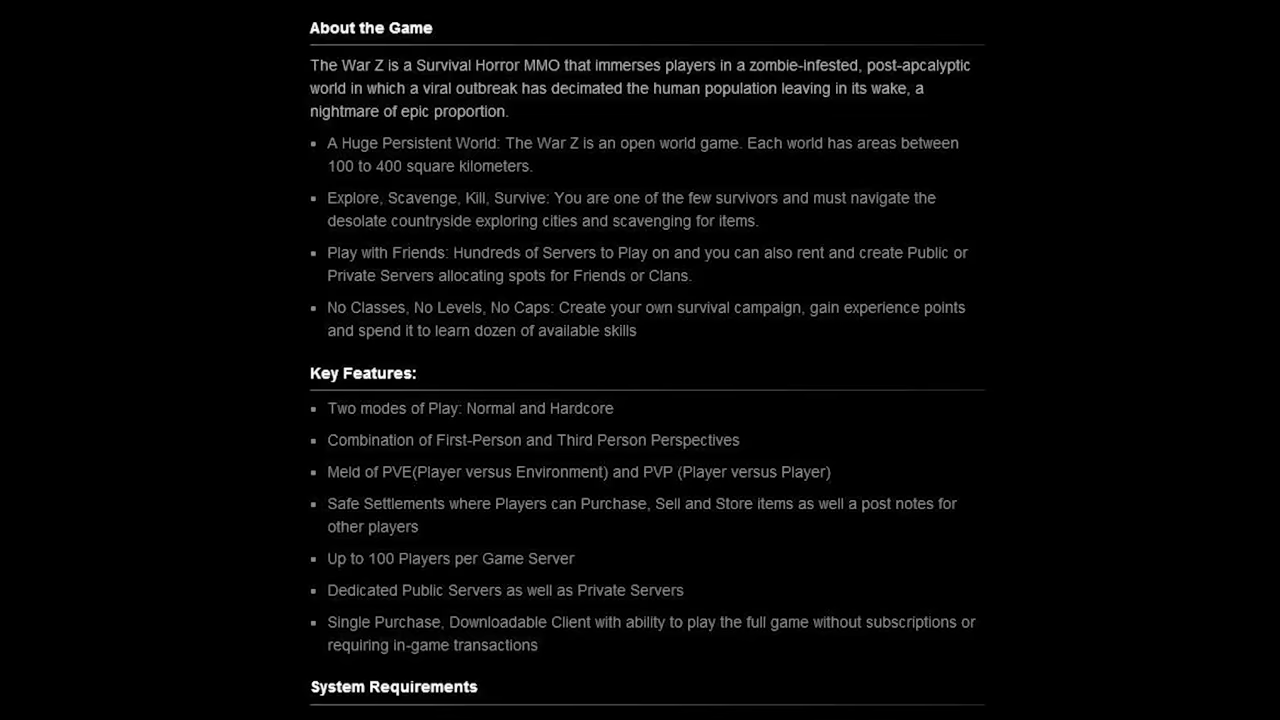 About the Game
The War Z is a Survival Horror MMO that immerses players in a zombie-infested, post-apcalyptic
world in which a viral outbreak has decimated the human population leaving in its wake, a
nightmare of epic proportion.
▪ A Huge Persistent World: The War Z is an open world game. Each world has areas between
100 to 400 square kilometers.
▪ Explore, Scavenge, Kill, Survive: You are one of the few survivors and must navigate the
desolate countryside exploring cities and scavenging for items.
▪ Play with Friends: Hundreds of Servers to Play on and you can also rent and create Public or
Private Servers allocating spots for Friends or Clans.
▪ No Classes, No Levels, No Caps: Create your own survival campaign, gain experience points
and spend it to learn dozen of available skills
Key Features:
▪ Two modes of Play: Normal and Hardcore
▪ Combination of First-Person and Third Person Perspectives
▪ Meld of PVE(Player versus Environment) and PVP (Player versus Player)
▪ Safe Settlements where Players can Purchase, Sell and Store items as well a post notes for
other players
▪ Up to 100 Players per Game Server
▪ Dedicated Public Servers as well as Private Servers
▪ Single Purchase, Downloadable Client with ability to play the full game without subscriptions or
requiring in-game transactions
System Requirements